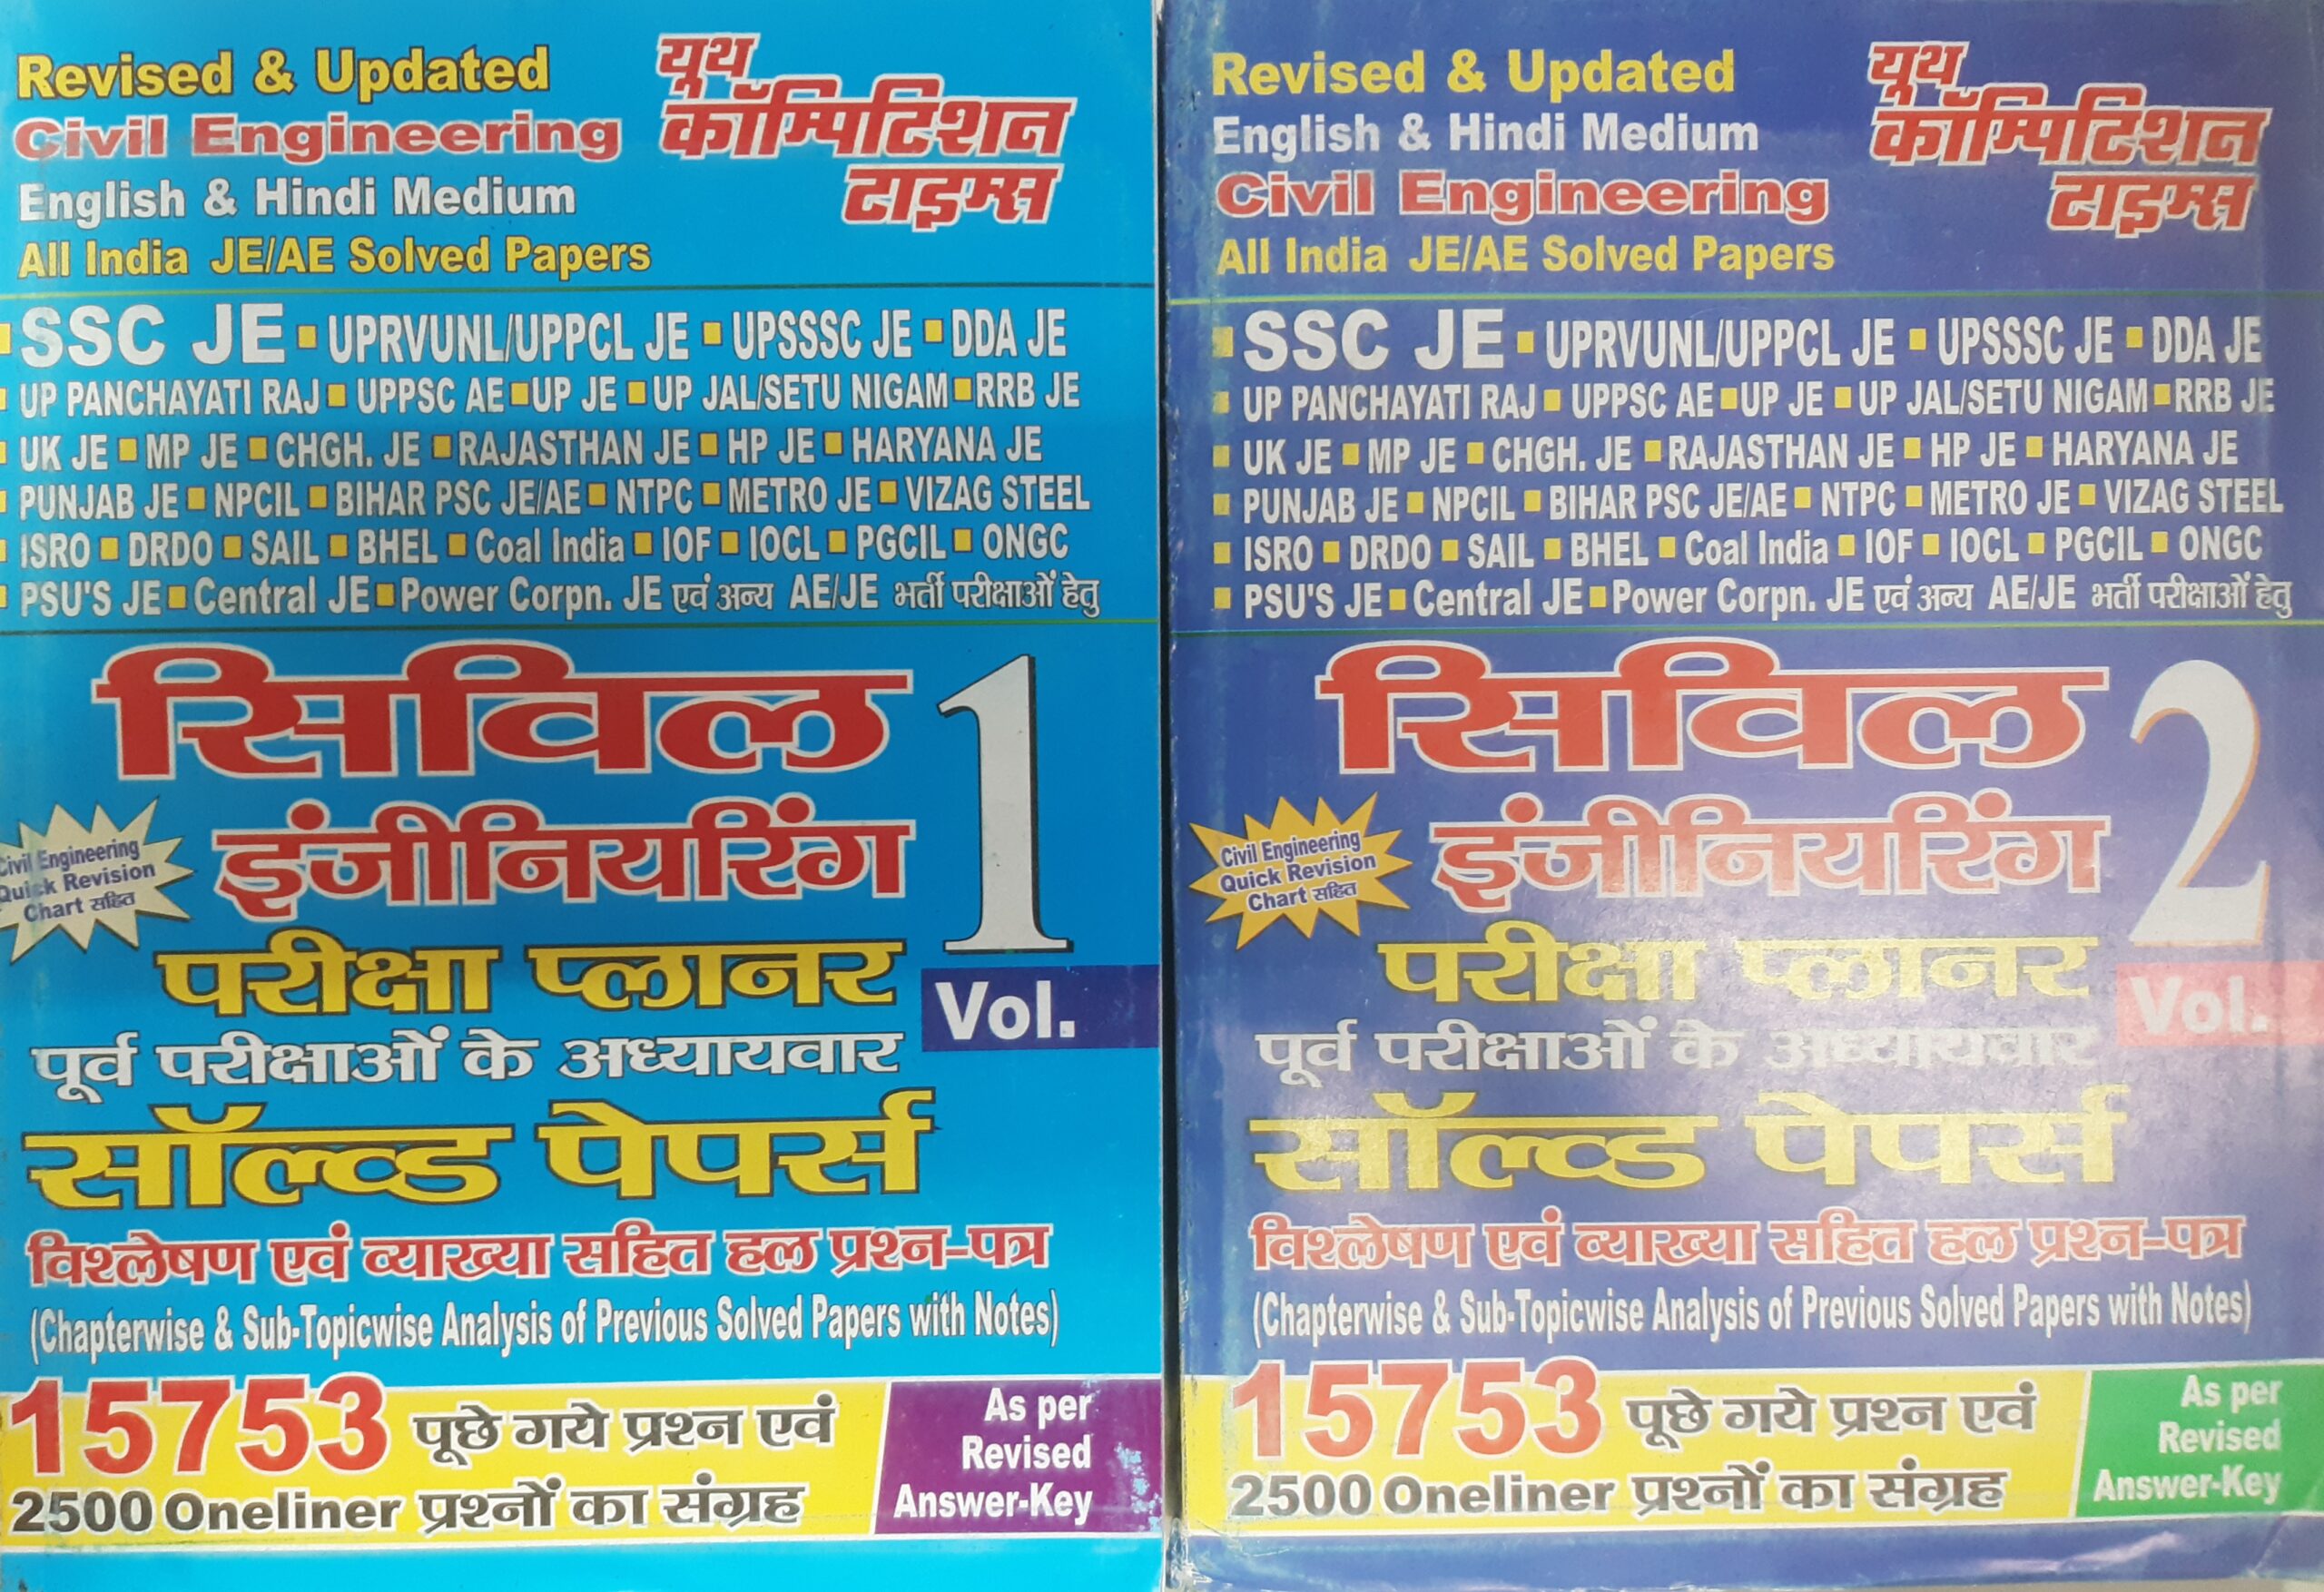 Revised & Updated
Civil Engineering
English & Hindi Medium
All India JE/AE Solved Papers
यूथ
कॉम्पिटिशन
टाइम्स
SSC JE ▪ UPRVUNL/UPPCL JE ▪ UPSSSC JE ▪ DDA JE
▪ UP PANCHAYATI RAJ ▪ UPPSC AE ▪ UP JE ▪ UP JAL/SETU NIGAM ▪ RRB JE
▪ UK JE ▪ MP JE ▪ CHGH. JE ▪ RAJASTHAN JE ▪ HP JE ▪ HARYANA JE
▪ PUNJAB JE ▪ NPCIL ▪ BIHAR PSC JE/AE ▪ NTPC ▪ METRO JE ▪ VIZAG STEEL
▪ ISRO ▪ DRDO ▪ SAIL ▪ BHEL ▪ Coal India ▪ IOF ▪ IOCL ▪ PGCIL ▪ ONGC
▪ PSU'S JE ▪ Central JE ▪ Power Corpn. JE एवं अन्य AE/JE भर्ती परीक्षाओं हेतु
सिविल
इंजीनियरिंग
1
Vol.
Civil Engineering
Quick Revision
Chart सहित
परीक्षा प्लानर
पूर्व परीक्षाओं के अध्यायवार
सॉल्व्ड पेपर्स
विश्लेषण एवं व्याख्या सहित हल प्रश्न-पत्र
(Chapterwise & Sub-Topicwise Analysis of Previous Solved Papers with Notes)
15753 पूछे गये प्रश्न एवं
2500 Oneliner प्रश्नों का संग्रह
As per
Revised
Answer-Key
Revised & Updated
English & Hindi Medium
Civil Engineering
All India JE/AE Solved Papers
यूथ
कॉम्पिटिशन
टाइम्स
▪ SSC JE ▪ UPRVUNL/UPPCL JE ▪ UPSSSC JE ▪ DDA JE
▪ UP PANCHAYATI RAJ ▪ UPPSC AE ▪ UP JE ▪ UP JAL/SETU NIGAM ▪ RRB JE
▪ UK JE ▪ MP JE ▪ CHGH. JE ▪ RAJASTHAN JE ▪ HP JE ▪ HARYANA JE
▪ PUNJAB JE ▪ NPCIL ▪ BIHAR PSC JE/AE ▪ NTPC ▪ METRO JE ▪ VIZAG STEEL
▪ ISRO ▪ DRDO ▪ SAIL ▪ BHEL ▪ Coal India ▪ IOF ▪ IOCL ▪ PGCIL ▪ ONGC
▪ PSU'S JE ▪ Central JE ▪ Power Corpn. JE एवं अन्य AE/JE भर्ती परीक्षाओं हेतु
सिविल
इंजीनियरिंग
2
Vol.
Civil Engineering
Quick Revision
Chart सहित
परीक्षा प्लानर
पूर्व परीक्षाओं के अध्यायवार
सॉल्व्ड पेपर्स
विश्लेषण एवं व्याख्या सहित हल प्रश्न-पत्र
(Chapterwise & Sub-Topicwise Analysis of Previous Solved Papers with Notes)
15753 पूछे गये प्रश्न एवं
2500 Oneliner प्रश्नों का संग्रह
As per
Revised
Answer-Key